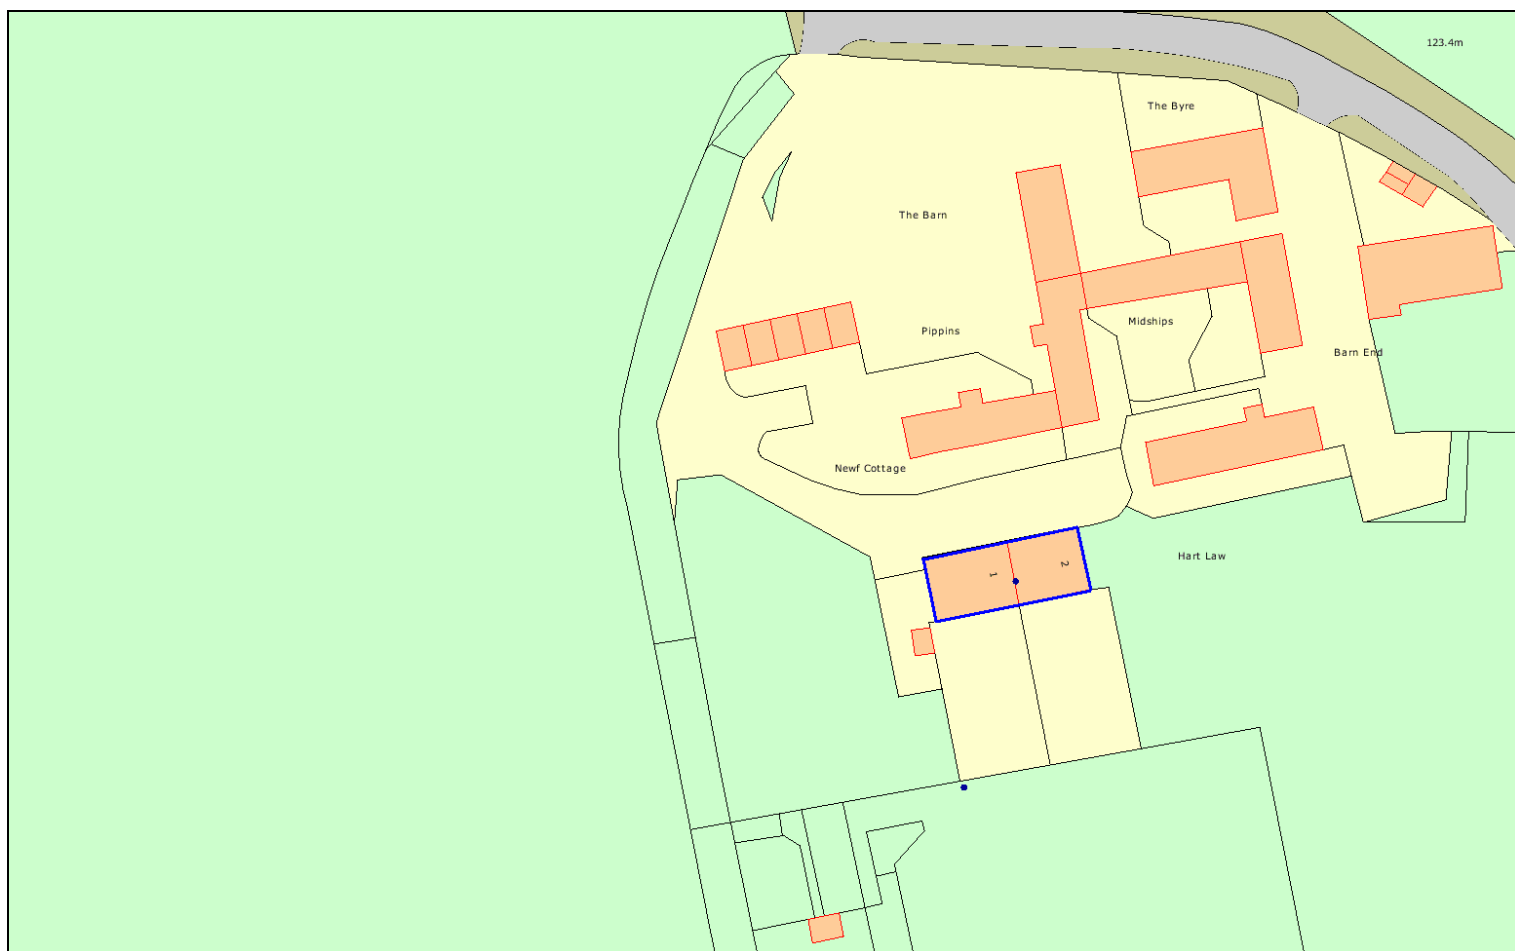 123.4m
The Byre
The Barn
Midships
Pippins
Barn End
Newf Cottage
Hart Law
1
2